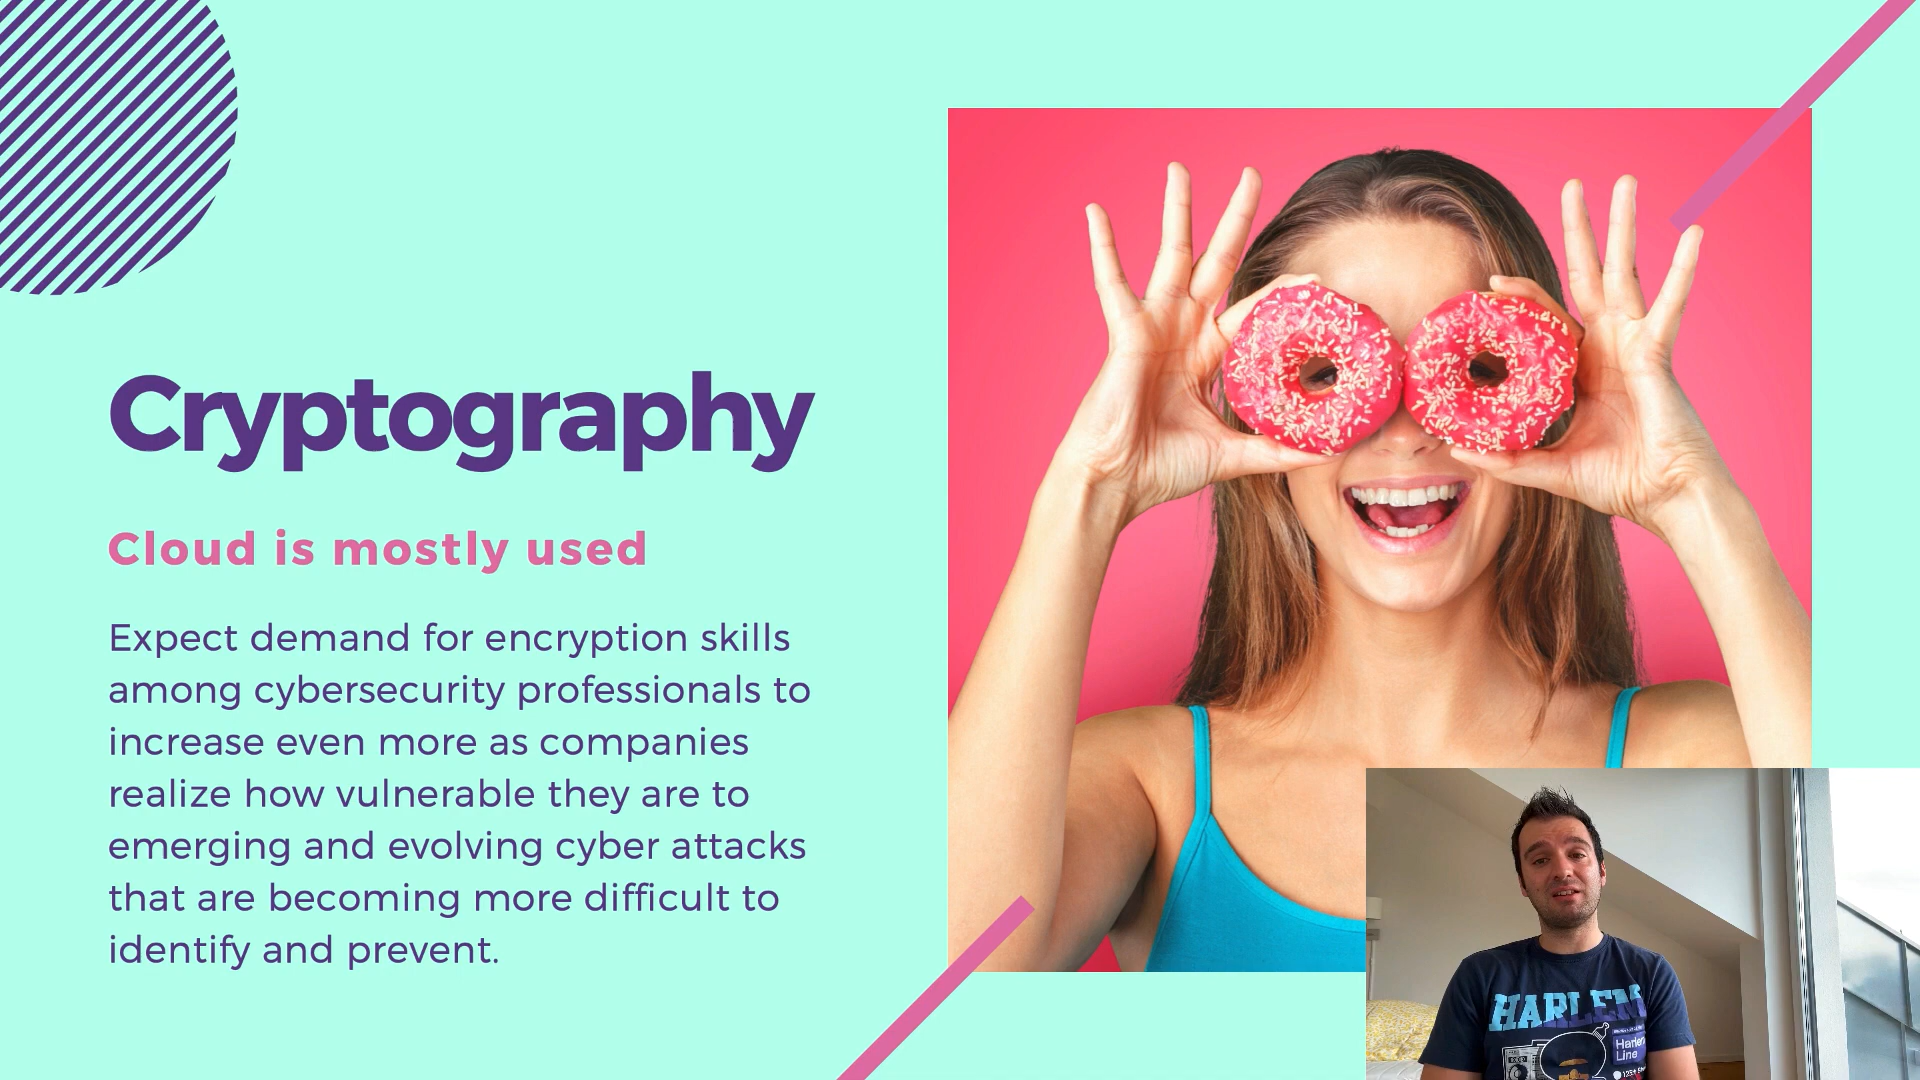 Cryptography
Cloud is mostly used
Expect demand for encryption skills
among cybersecurity professionals to
increase even more as companies
realize how vulnerable they are to
emerging and evolving cyber attacks
that are becoming more difficult to
identify and prevent.
HARLEM
Harlem
Line